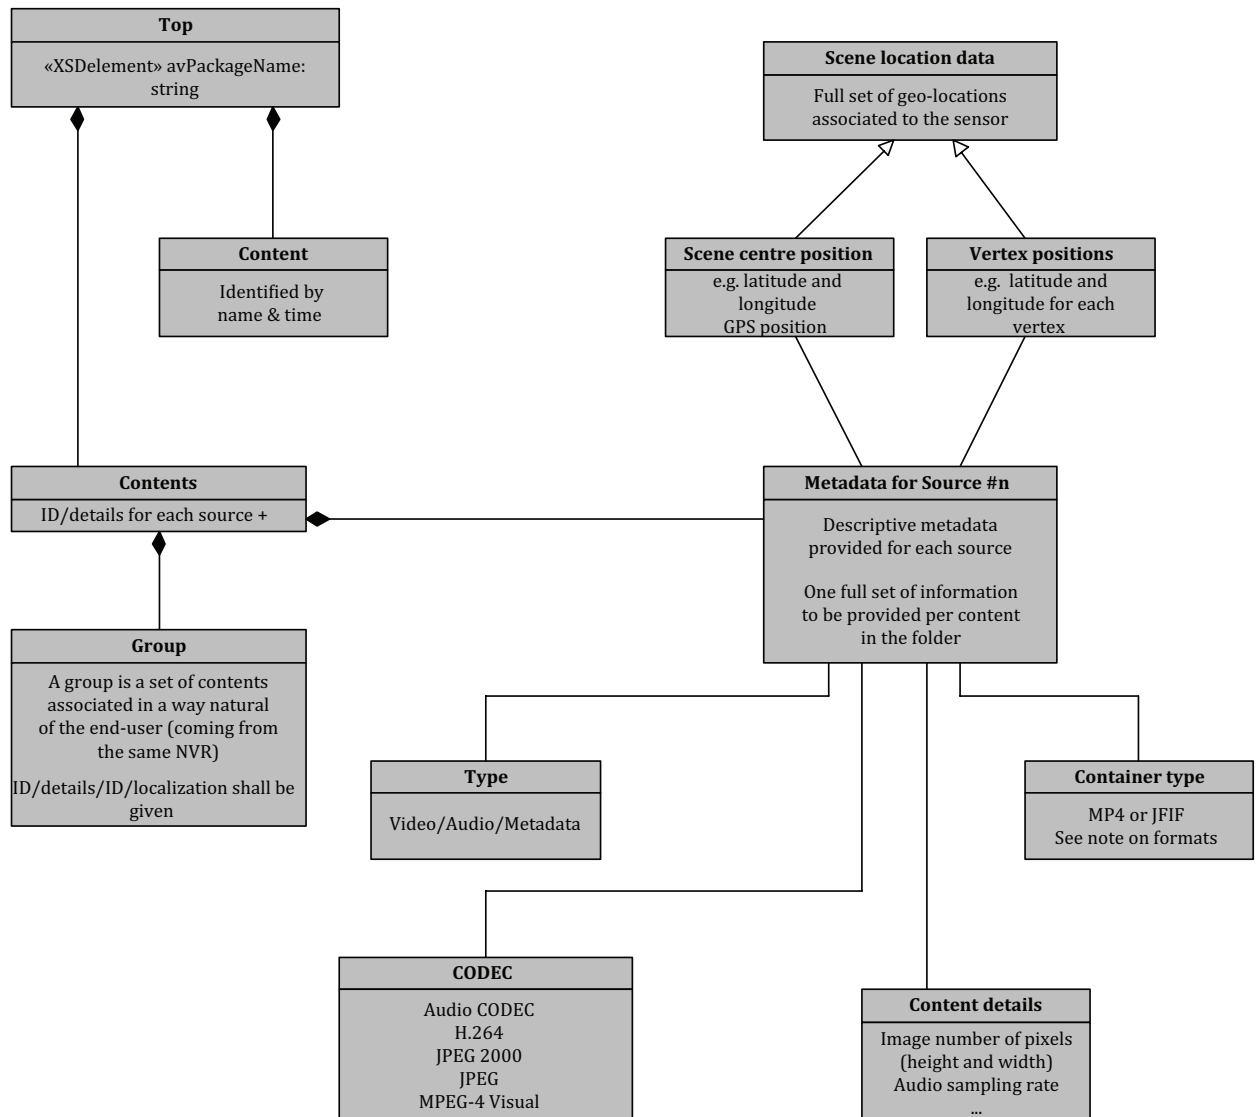 Top
«XSDelement» avPackageName:
string
Scene location data
Full set of geo-locations
associated to the sensor
Content
Identified by
name & time
Scene centre position
e.g. latitude and
longitude
GPS position
Vertex positions
e.g. latitude and
longitude for each
vertex
Contents
ID/details for each source +
Metadata for Source #n
Descriptive metadata
provided for each source
One full set of information
to be provided per content
in the folder
Group
A group is a set of contents
associated in a way natural
of the end-user (coming from
the same NVR)
ID/details/ID/localization shall be
given
Type
Video/Audio/Metadata
Container type
MP4 or JFIF
See note on formats
CODEC
Audio CODEC
H.264
JPEG 2000
JPEG
MPEG-4 Visual
Content details
Image number of pixels
(height and width)
Audio sampling rate
...